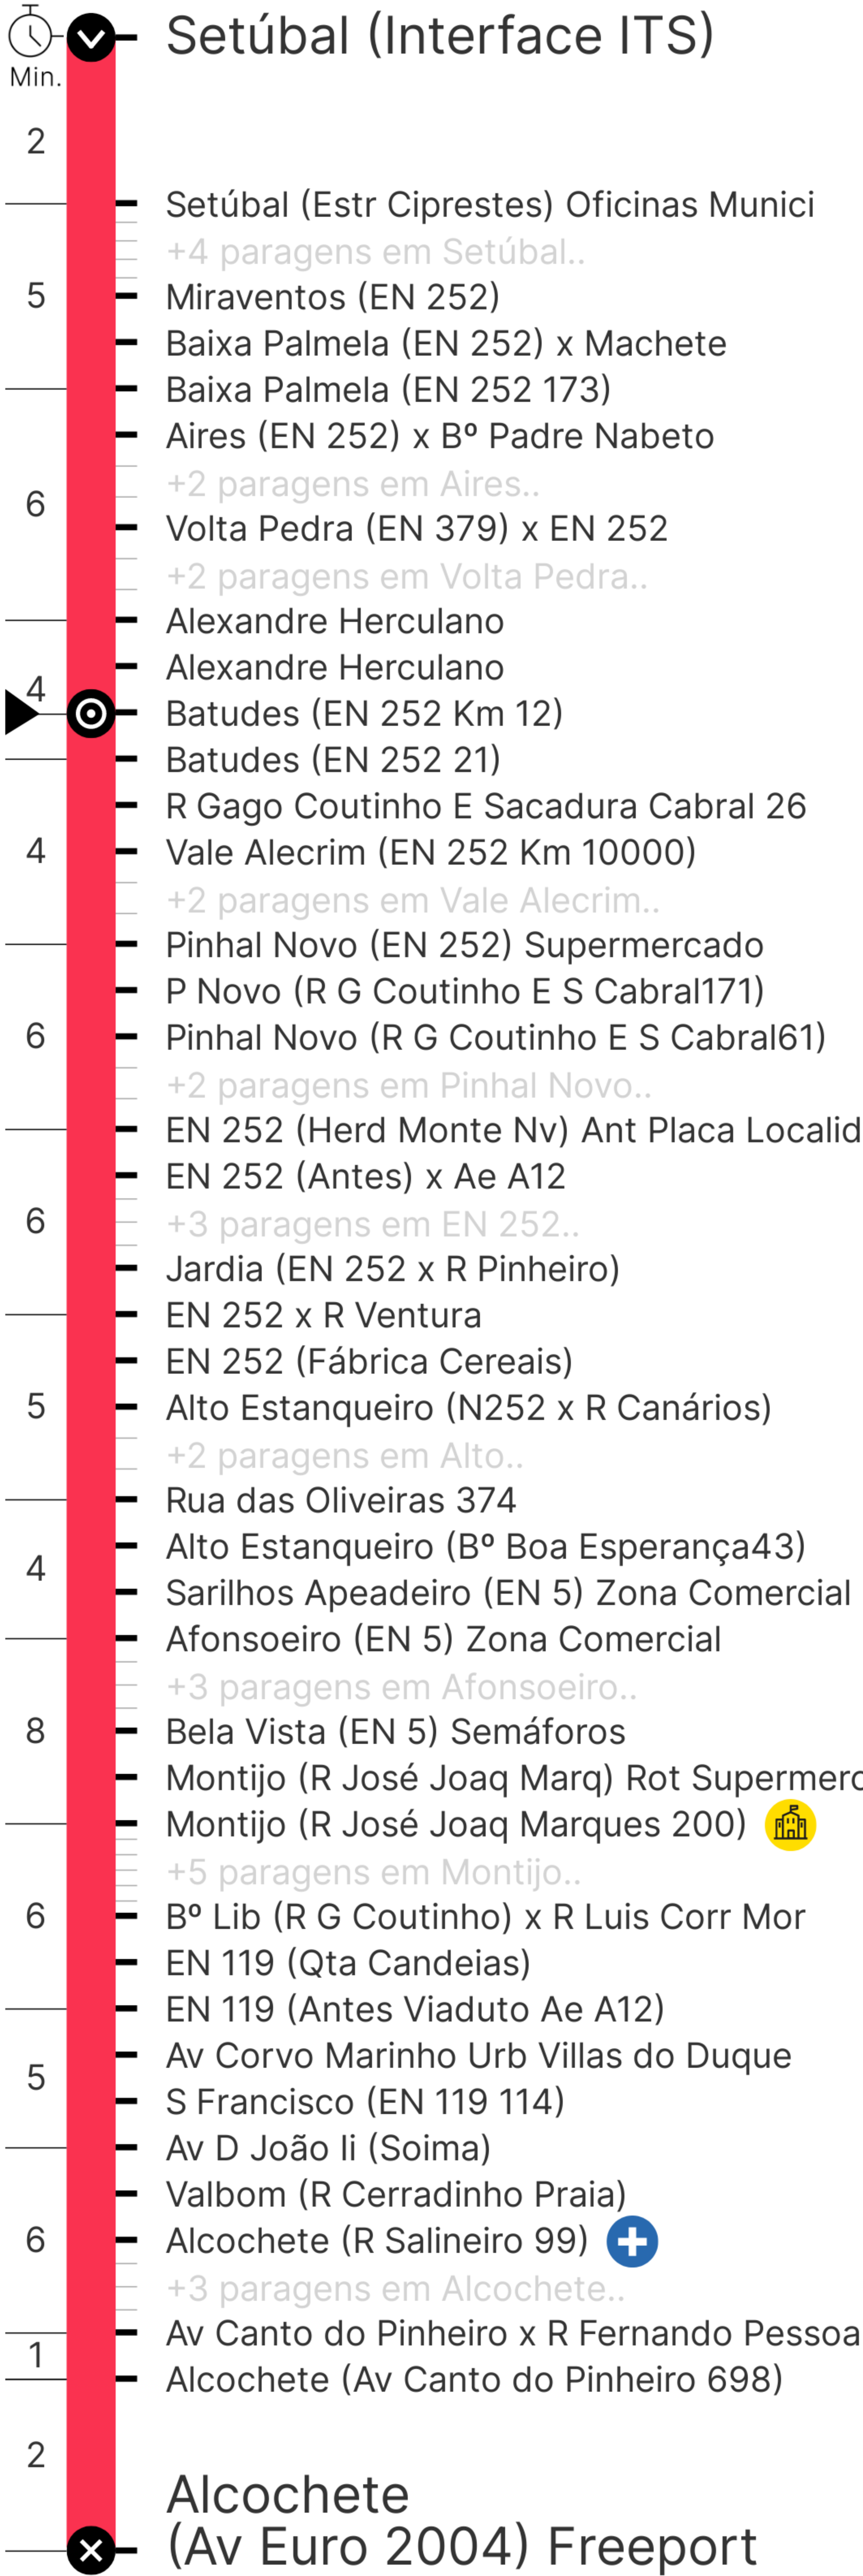 Setúbal (Interface ITS)
Min.
2
Setúbal (Estr Ciprestes) Oficinas Munici
+4 paragens em Setúbal..
5
Miraventos (EN 252)
Baixa Palmela (EN 252) x Machete
Baixa Palmela (EN 252 173)
Aires (EN 252) x Bº Padre Nabeto
+2 paragens em Aires..
6
Volta Pedra (EN 379) x EN 252
+2 paragens em Volta Pedra..
Alexandre Herculano
Alexandre Herculano
4
Batudes (EN 252 Km 12)
Batudes (EN 252 21)
R Gago Coutinho E Sacadura Cabral 26
4
Vale Alecrim (EN 252 Km 10000)
+2 paragens em Vale Alecrim..
Pinhal Novo (EN 252) Supermercado
P Novo (R G Coutinho E S Cabral171)
6
Pinhal Novo (R G Coutinho E S Cabral61)
+2 paragens em Pinhal Novo..
EN 252 (Herd Monte Nv) Ant Placa Localid
EN 252 (Antes) x Ae A12
6
+3 paragens em EN 252..
Jardia (EN 252 x R Pinheiro)
EN 252 x R Ventura
EN 252 (Fábrica Cereais)
5
Alto Estanqueiro (N252 x R Canários)
+2 paragens em Alto..
Rua das Oliveiras 374
Alto Estanqueiro (Bº Boa Esperança43)
4
Sarilhos Apeadeiro (EN 5) Zona Comercial
Afonsoeiro (EN 5) Zona Comercial
+3 paragens em Afonsoeiro..
8
Bela Vista (EN 5) Semáforos
Montijo (R José Joaq Marq) Rot Supermerc
Montijo (R José Joaq Marques 200)
+5 paragens em Montijo..
6
Bº Lib (R G Coutinho) x R Luis Corr Mor
EN 119 (Qta Candeias)
EN 119 (Antes Viaduto Ae A12)
Av Corvo Marinho Urb Villas do Duque
5
S Francisco (EN 119 114)
Av D João Ii (Soima)
Valbom (R Cerradinho Praia)
6
Alcochete (R Salineiro 99)
+3 paragens em Alcochete..
Av Canto do Pinheiro x R Fernando Pessoa
1
Alcochete (Av Canto do Pinheiro 698)
2
Alcochete
(Av Euro 2004) Freeport